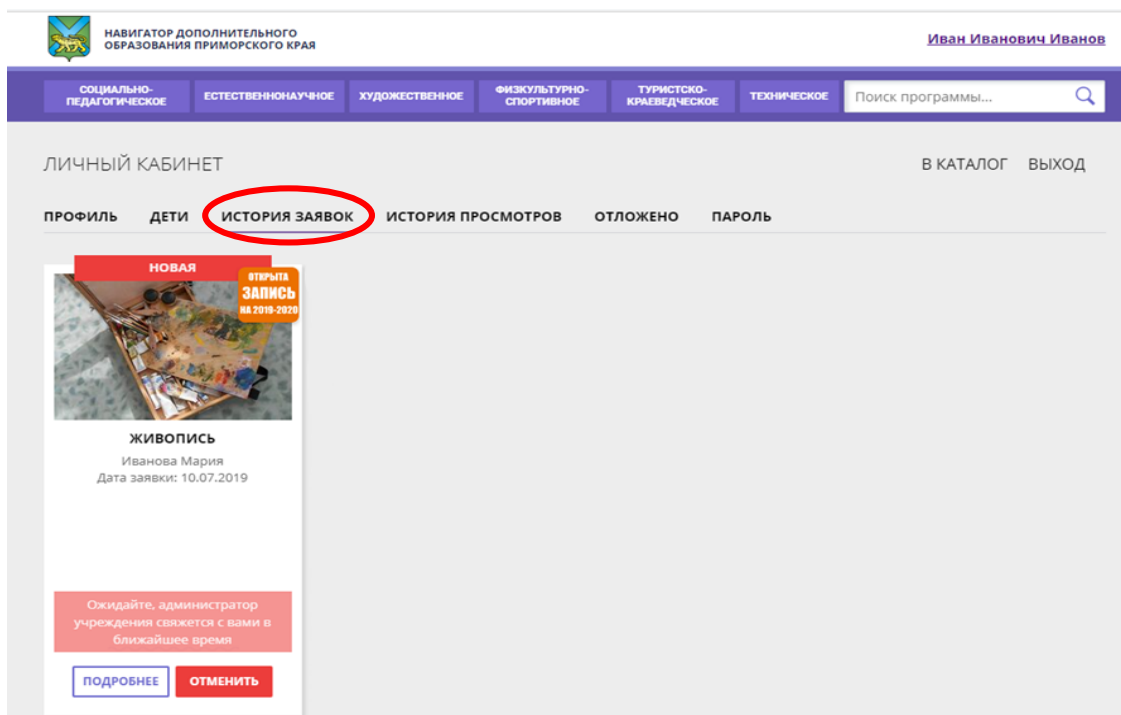 НАВИГАТОР ДОПОЛНИТЕЛЬНОГО
ОБРАЗОВАНИЯ ПРИМОРСКОГО КРАЯ
Иван Иванович Иванов
СОЦИАЛЬНО-
ПЕДАГОГИЧЕСКОЕ
ЕСТЕСТВЕННОНАУЧНОЕ
ХУДОЖЕСТВЕННОЕ
ФИЗКУЛЬТУРНО-
СПОРТИВНОЕ
ТУРИСТСКО-
КРАЕВЕДЧЕСКОЕ
ТЕХНИЧЕСКОЕ
Поиск программы...
ЛИЧНЫЙ КАБИНЕТ
В КАТАЛОГ ВЫХОД
ПРОФИЛЬ ДЕТИ ИСТОРИЯ ЗАЯВОК ИСТОРИЯ ПРОСМОТРОВ ОТЛОЖЕНО ПАРОЛЬ
НОВАЯ
ОТКРЫТА
ЗАПИСЬ
НА 2019-2020
ЖИВОПИСЬ
Иванова Мария
Дата заявки: 10.07.2019
Ожидайте, администратор
учреждения свяжется с вами в
ближайшее время
ПОДРОБНЕЕ ОТМЕНИТЬ